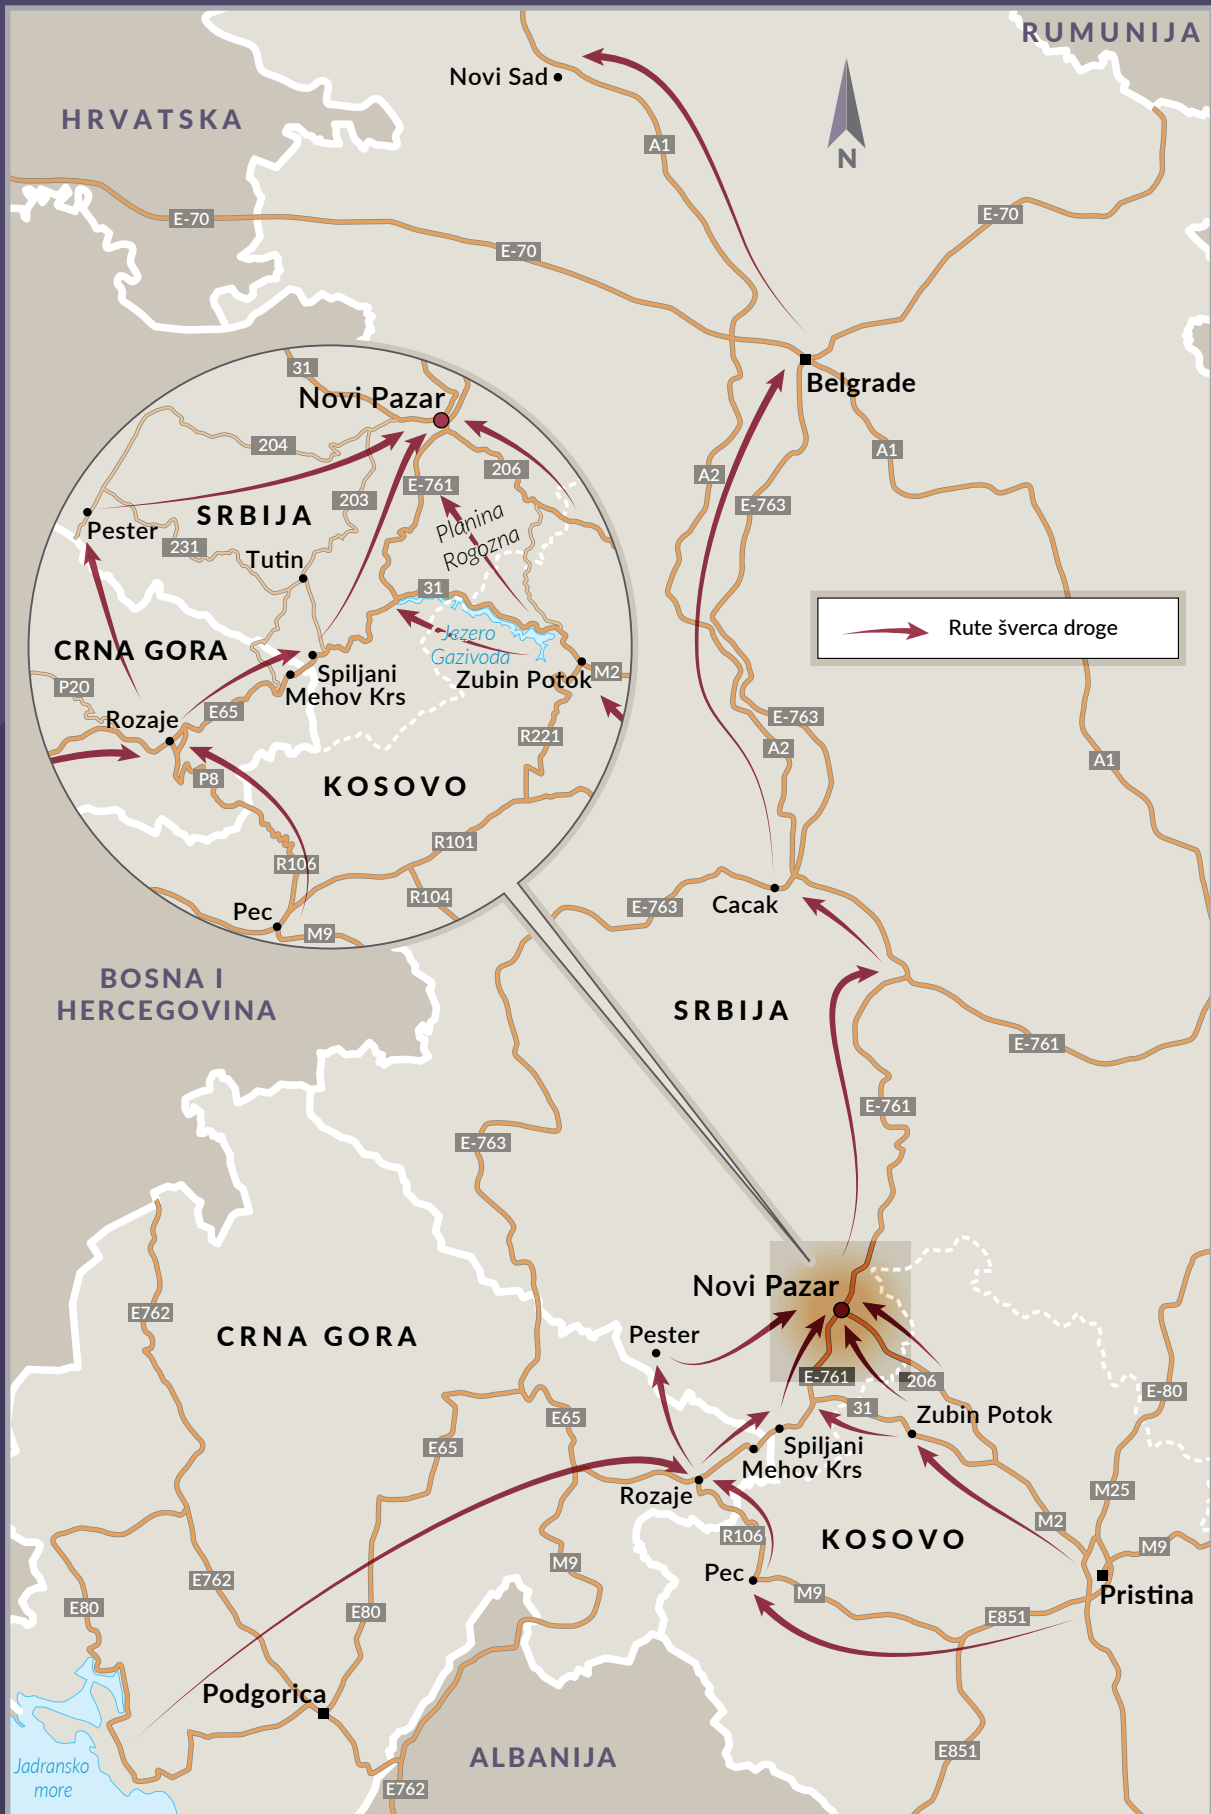 RUMUNIJA
Novi Sad
HRVATSKA
A1
N
E-70
E-70
E-70
Belgrade
A1
A2
E-763
Rute šverca droge
E-763
A2
A1
31
Novi Pazar
204
206
E-761
203
SRBIJA
Planina
Rogozna
Pester
231
Tutin
31
Jezero
Gazivoda
CRNA GORA
Spiljani
Zubin Potok
M2
P20
Mehov Krs
E65
Rozaje
R221
P8
KOSOVO
R101
R106
R104
Pec
M9
E-763
Cacak
BOSNA I
HERCEGOVINA
SRBIJA
E-761
E-761
E-763
Novi Pazar
E762
CRNA GORA
Pester
E-761
206
E-80
31
Zubin Potok
E65
E65
Spiljani
Mehov Krs
Rozaje
M25
M2
R106
KOSOVO
M9
M9
Pec
E762
M9
Pristina
E80
E80
E851
Podgorica
E851
ALBANIJA
Jadransko
more
E762